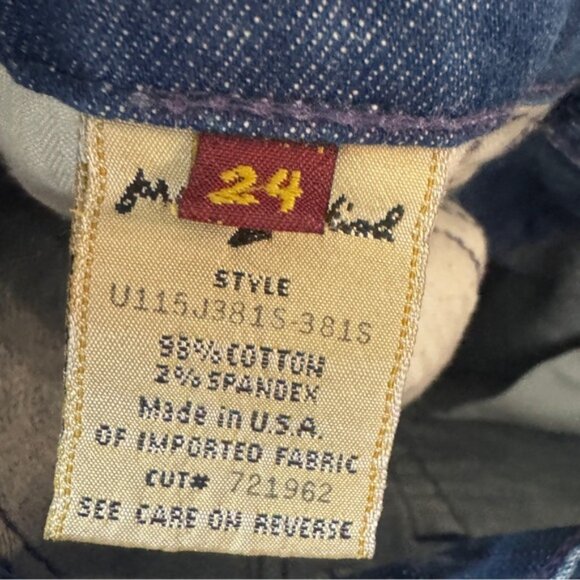 24
STYLE
U115J381S-381S
98% COTTON
2% SPANDEX
Made in U.S.A.
OF IMPORTED FABRIC
CUT# 721962
SEE CARE ON REVERSE